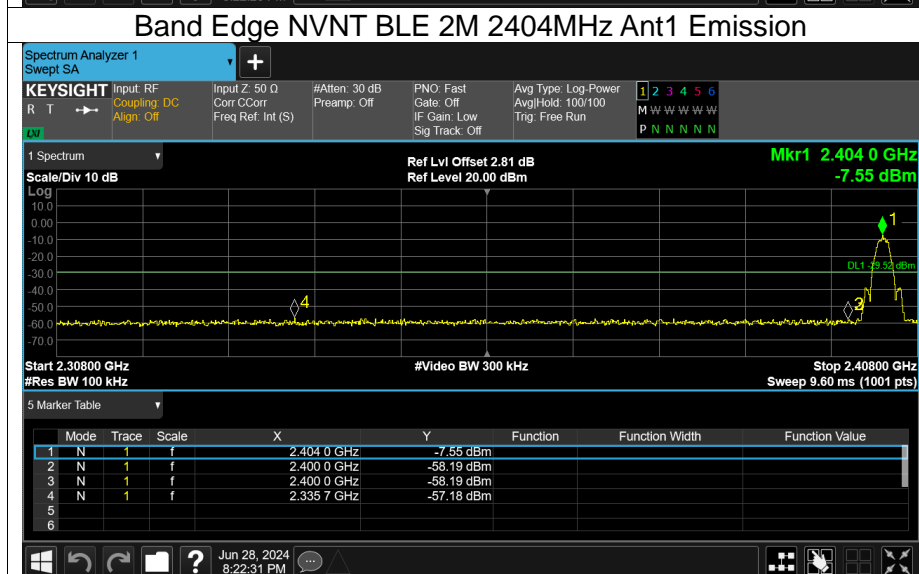 Band Edge NVNT BLE 2M 2404MHz Ant1 Emission
Spectrum Analyzer 1
Swept SA
+
KEYSIGHT Input: RF Input Z: 50 Ω #Atten: 30 dB PNO: Fast Avg Type: Log-Power 1 2 3 4 5 6
R T Coupling: DC Corr CCorr Preamp: Off Gate: Off Avg|Hold: 100/100 M W W W W W
Align: Off Freq Ref: Int (S) IF Gain: Low Trig: Free Run
LXI Sig Track: Off P N N N N N
1 Spectrum Ref Lvl Offset 2.81 dB Mkr1 2.404 0 GHz
Scale/Div 10 dB Ref Level 20.00 dBm -7.55 dBm
Log
10.0
0.00
1
-10.0
-20.0
DL1 -29.52 dBm
-30.0
-40.0
-50.0
4 3 2
-60.0
-70.0
Start 2.30800 GHz #Video BW 300 kHz Stop 2.40800 GHz
#Res BW 100 kHz Sweep 9.60 ms (1001 pts)
5 Marker Table
Mode Trace Scale X Y Function Function Width Function Value
1 N 1 f 2.404 0 GHz -7.55 dBm
2 N 1 f 2.400 0 GHz -58.19 dBm
3 N 1 f 2.400 0 GHz -58.19 dBm
4 N 1 f 2.335 7 GHz -57.18 dBm
5
6
? Jun 28, 2024
8:22:31 PM